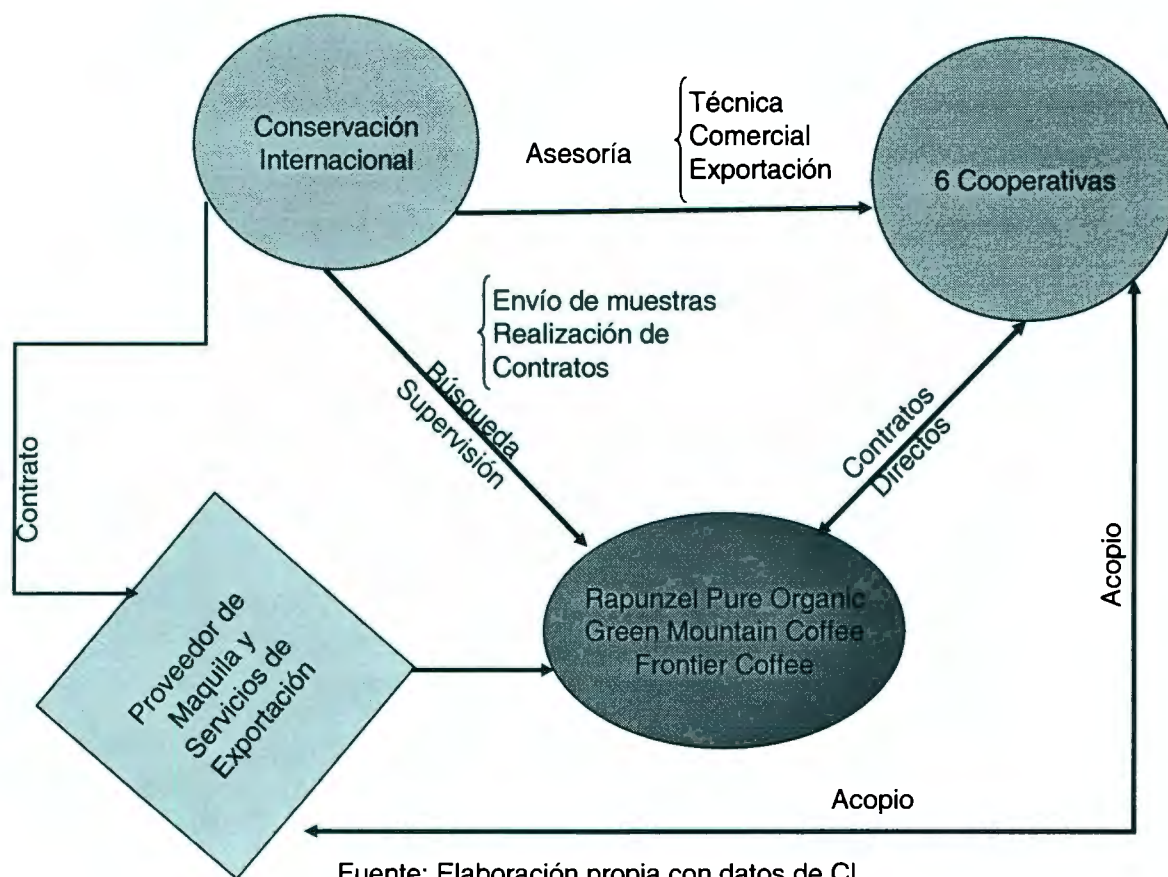 Conservación
Internacional
Asesoría
Técnica
Comercial
Exportación
6 Cooperativas
Envío de muestras
Realización de
Contratos
Búsqueda
Supervisión
Contratos
Directos
Contrato
Acopio
Proveedor de
Maquila y
Servicios de
Exportación
Rapunzel Pure Organic
Green Mountain Coffee
Frontier Coffee
Acopio
Fuente: Elaboración propia con datos de CI